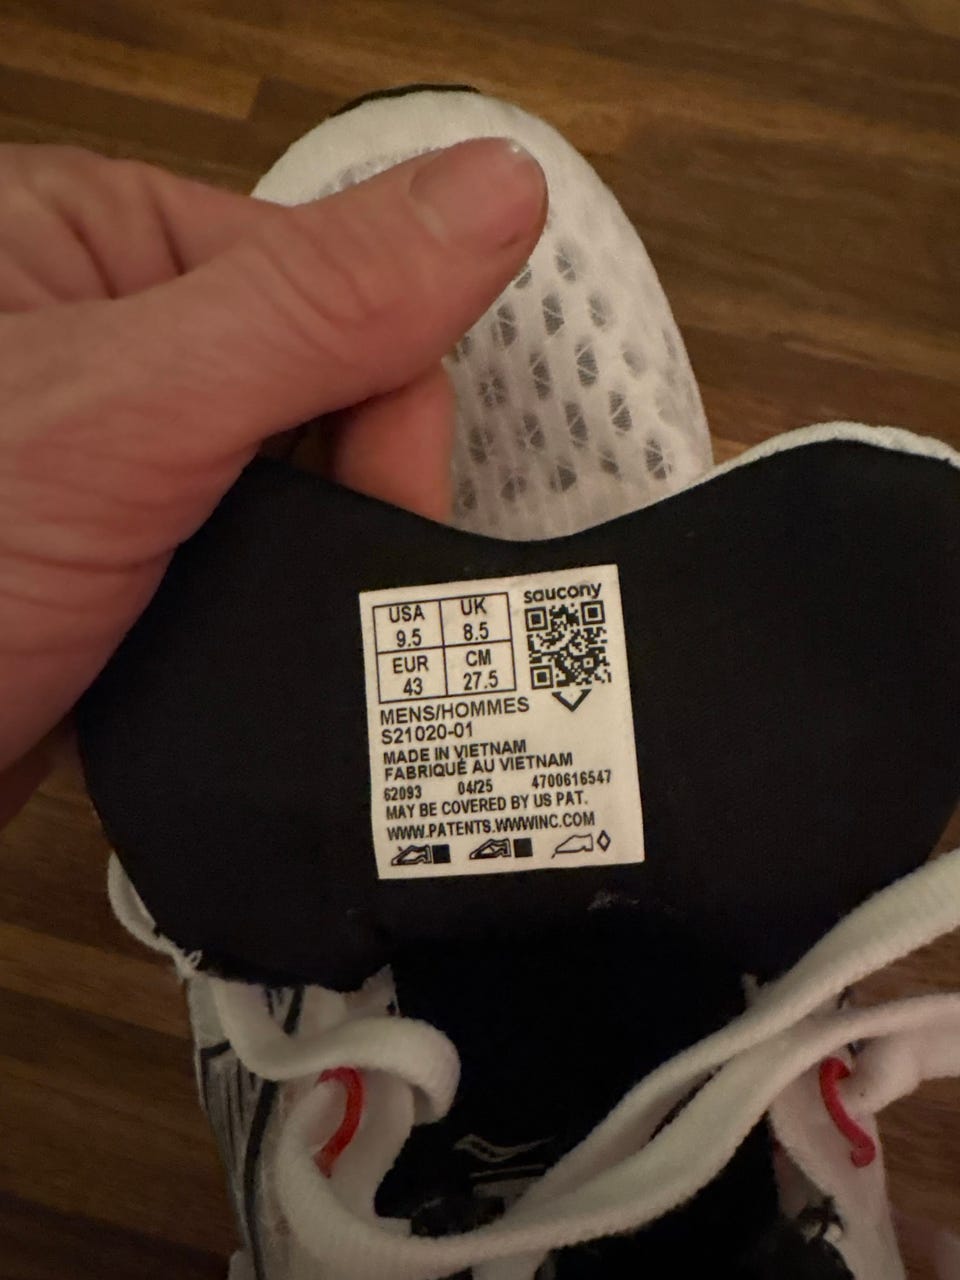 saucony
USA UK
9.5 8.5
EUR CM
43 27.5
MENS/HOMMES
S21020-01
MADE IN VIETNAM
FABRIQUÉ AU VIETNAM
62093 04/25 4700616547
MAY BE COVERED BY US PAT.
WWW.PATENTS.WWWINC.COM